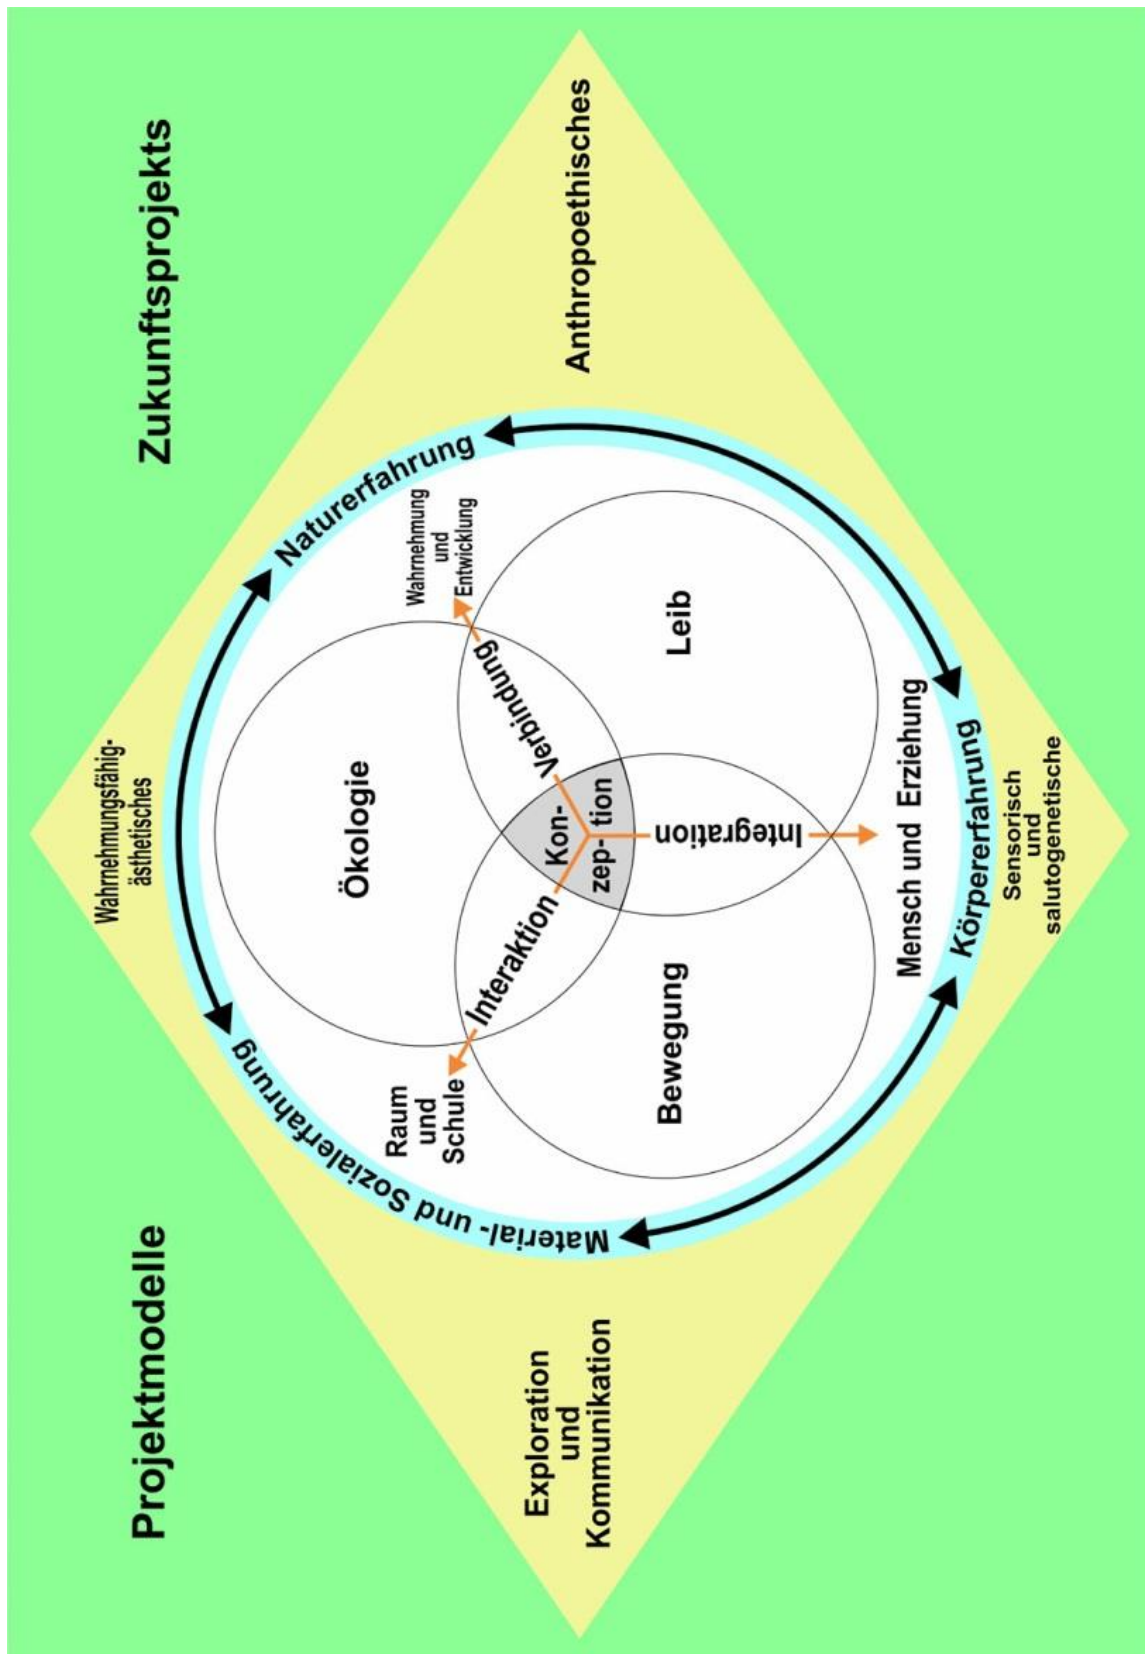 Projektmodelle
Zukunftsprojekts
Wahrnehmungsfähig-
ästhetisches
Naturerfahrung
Material- und Sozialerfahrung
Ökologie
Raum
und
Schule
Wahrnehmung
und
Entwicklung
Interaktion
Verbindung
Kon-
zep-
tion
Integration
Exploration
und
Kommunikation
Anthropoethisches
Bewegung
Leib
Mensch und Erziehung
Körpererfahrung
Sensorisch
und
salutogenetische